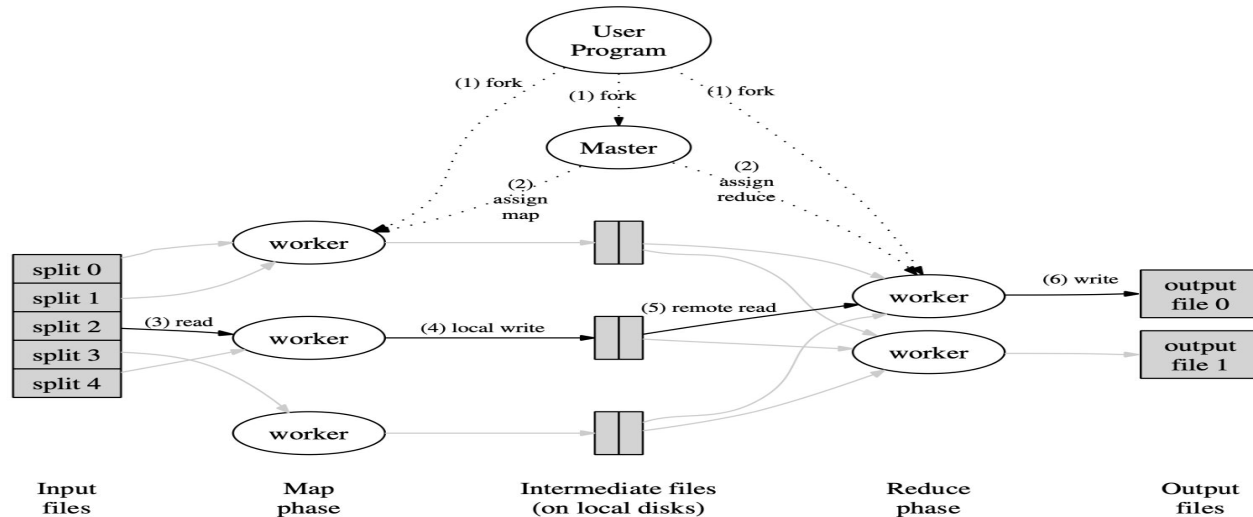 User
Program
(1) fork
(1) fork
(1) fork
Master
(2)
assign
map
(2)
assign
reduce
worker
split 0
split 1
split 2
split 3
split 4
(3) read
worker
(4) local write
(5) remote read
worker
(6) write
output
file 0
worker
output
file 1
worker
Input
files
Map
phase
Intermediate files
(on local disks)
Reduce
phase
Output
files